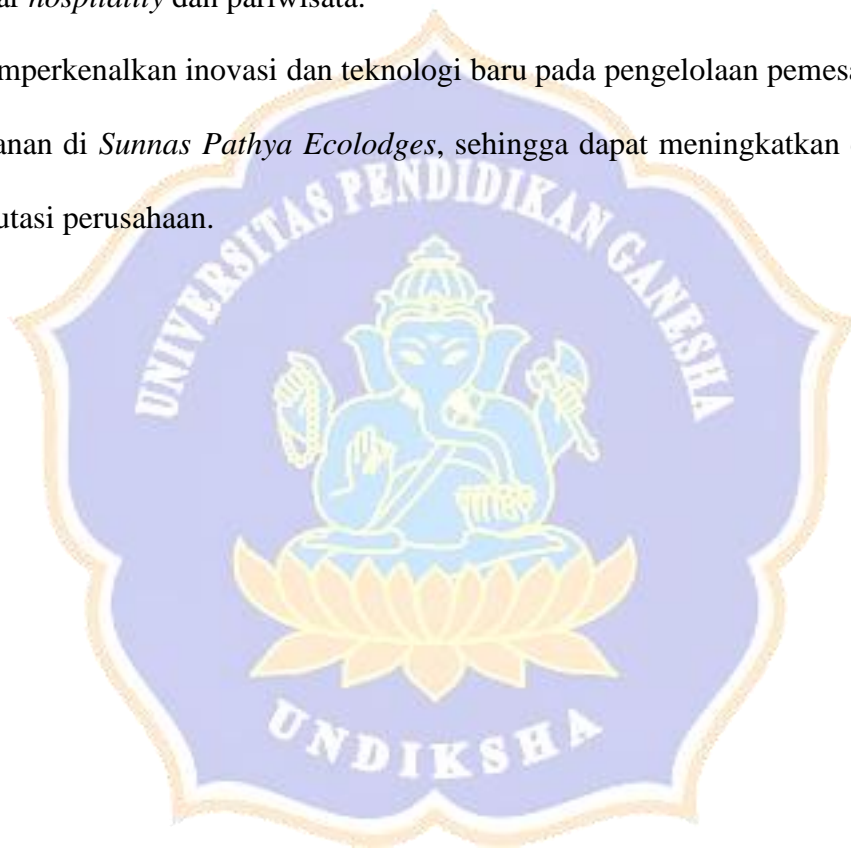 ar hospitality dan pariwisata.
mperkenalkan inovasi dan teknologi baru pada pengelolaan pemesa
anan di Sunnas Pathya Ecolodges, sehingga dapat meningkatkan
utasi perusahaan.
UNIVERSITAS PENDIDIKAN GANESHA
UNDIKSHA